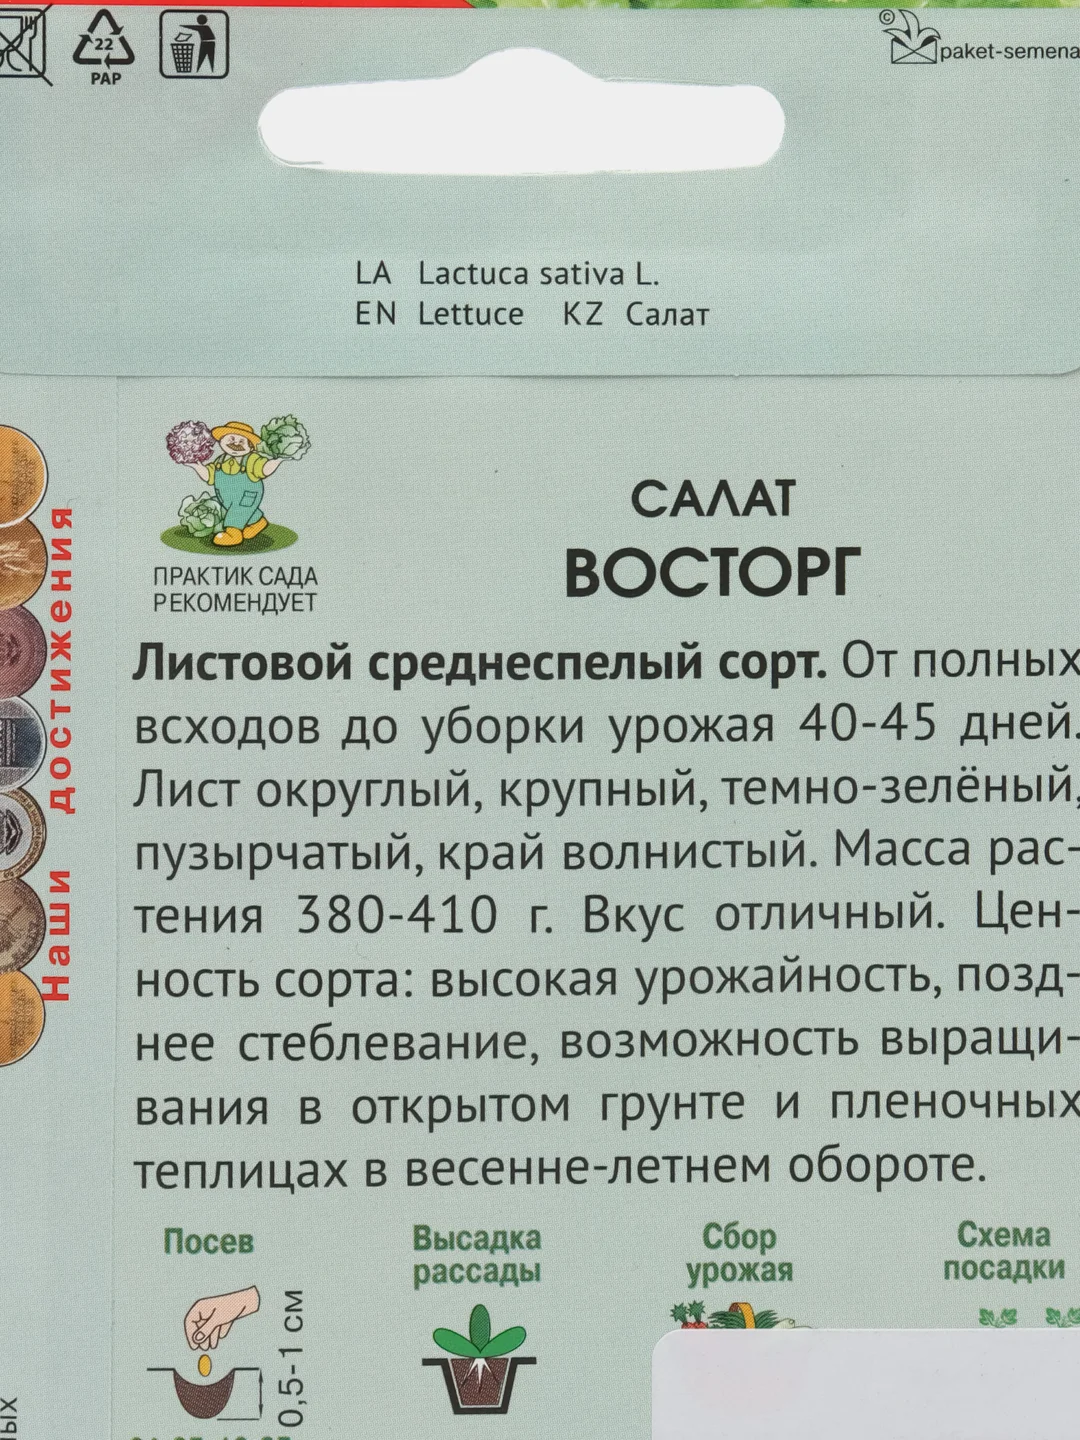 22
PAP
©
paket-semena
LA Lactuca sativa L.
EN Lettuce KZ Салат
ПРАКТИК САДА
РЕКОМЕНДУЕТ
САЛАТ
ВОСТОРГ
Наши достижения
Листовой среднеспелый сорт. От полных
всходов до уборки урожая 40-45 дней.
Лист округлый, крупный, темно-зелёный,
пузырчатый, край волнистый. Масса рас-
тения 380-410 г. Вкус отличный. Цен-
ность сорта: высокая урожайность, позд-
нее стеблевание, возможность выращи-
вания в открытом грунте и пленочных
теплицах в весенне-летнем обороте.
Посев
Высадка
рассады
Сбор
урожая
Схема
посадки
0,5-1 см